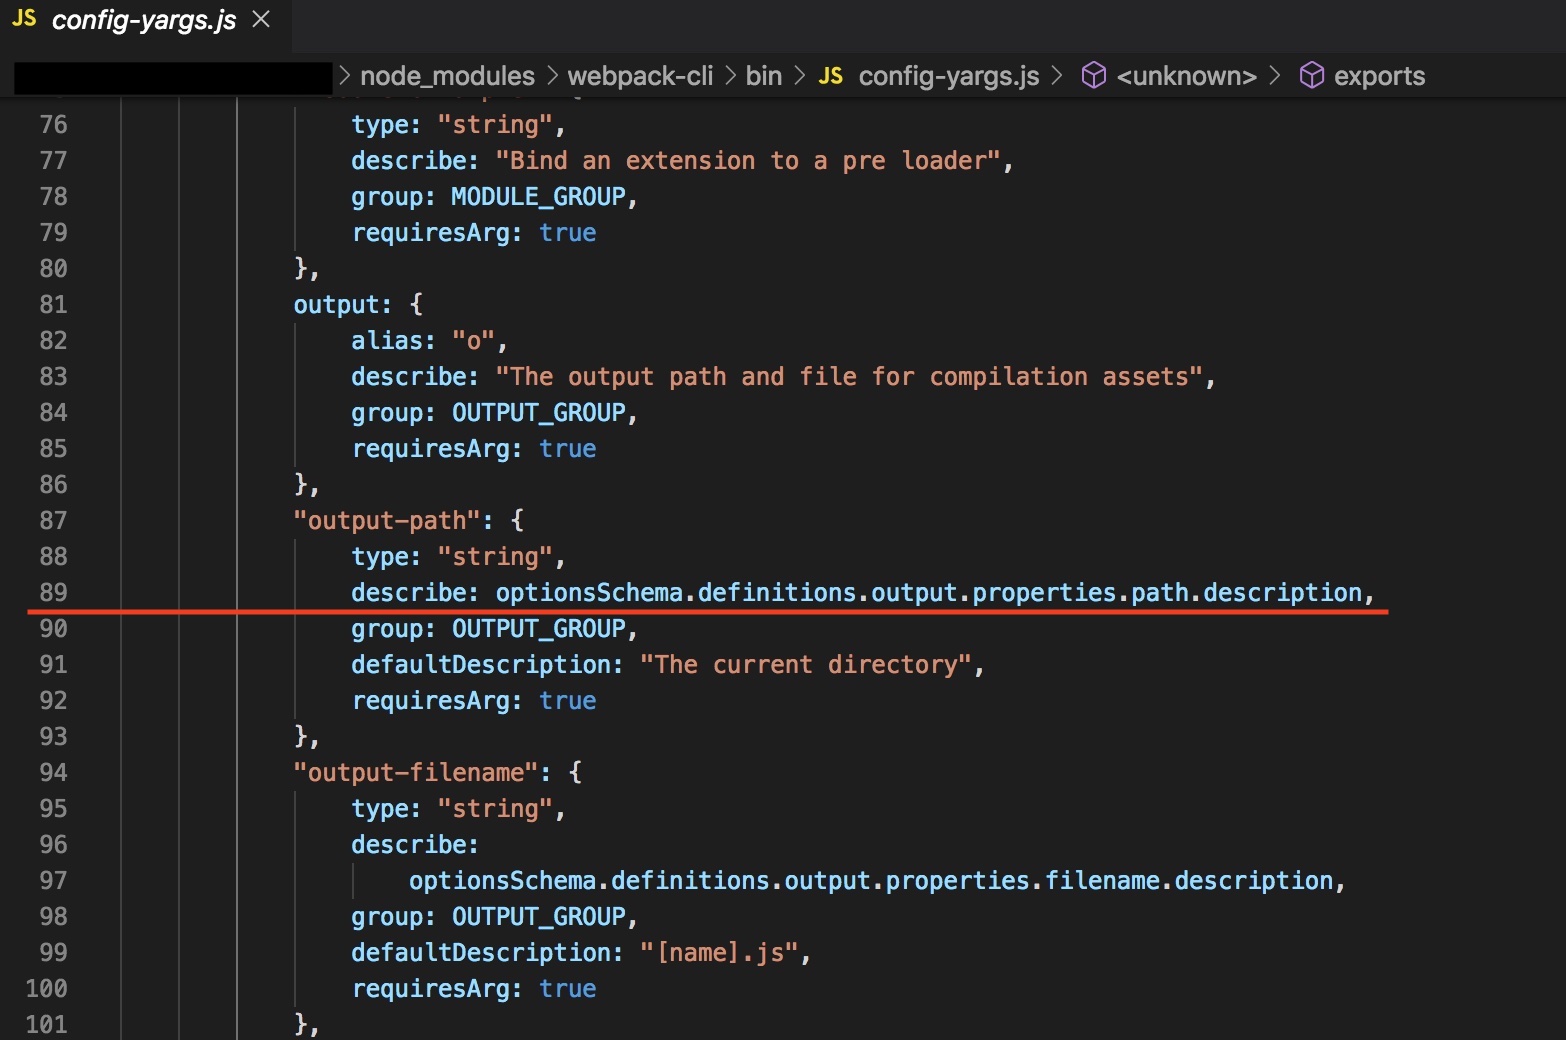 JS config-yargs.js
node_modules > webpack-cli > bin > JS config-yargs.js > <unknown> > exports
76 type: "string",
77 describe: "Bind an extension to a pre loader",
78 group: MODULE_GROUP,
79 requiresArg: true
80 },
81 output: {
82 alias: "o",
83 describe: "The output path and file for compilation assets",
84 group: OUTPUT_GROUP,
85 requiresArg: true
86 },
87 "output-path": {
88 type: "string",
89 describe: optionsSchema.definitions.output.properties.path.description,
90 group: OUTPUT_GROUP,
91 defaultDescription: "The current directory",
92 requiresArg: true
93 },
94 "output-filename": {
95 type: "string",
96 describe:
97 optionsSchema.definitions.output.properties.filename.description,
98 group: OUTPUT_GROUP,
99 defaultDescription: "[name].js",
100 requiresArg: true
101 },